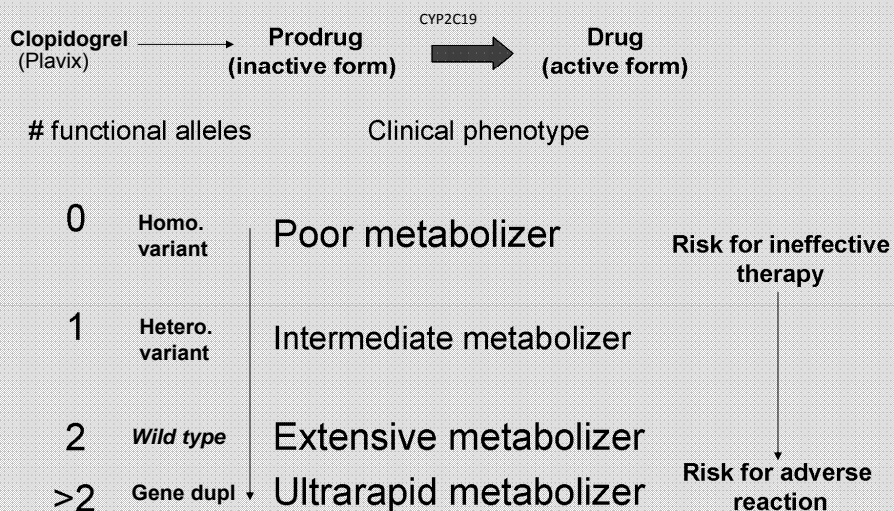 CYP2C19
Clopidogrel
(Plavix)
Prodrug
(inactive form)
Drug
(active form)
# functional alleles
Clinical phenotype
0
Homo.
variant
Poor metabolizer
Risk for ineffective
therapy
1
Hetero.
variant
Intermediate metabolizer
2
Wild type
Extensive metabolizer
>2
Gene dupl
Ultrarapid metabolizer
Risk for adverse
reaction